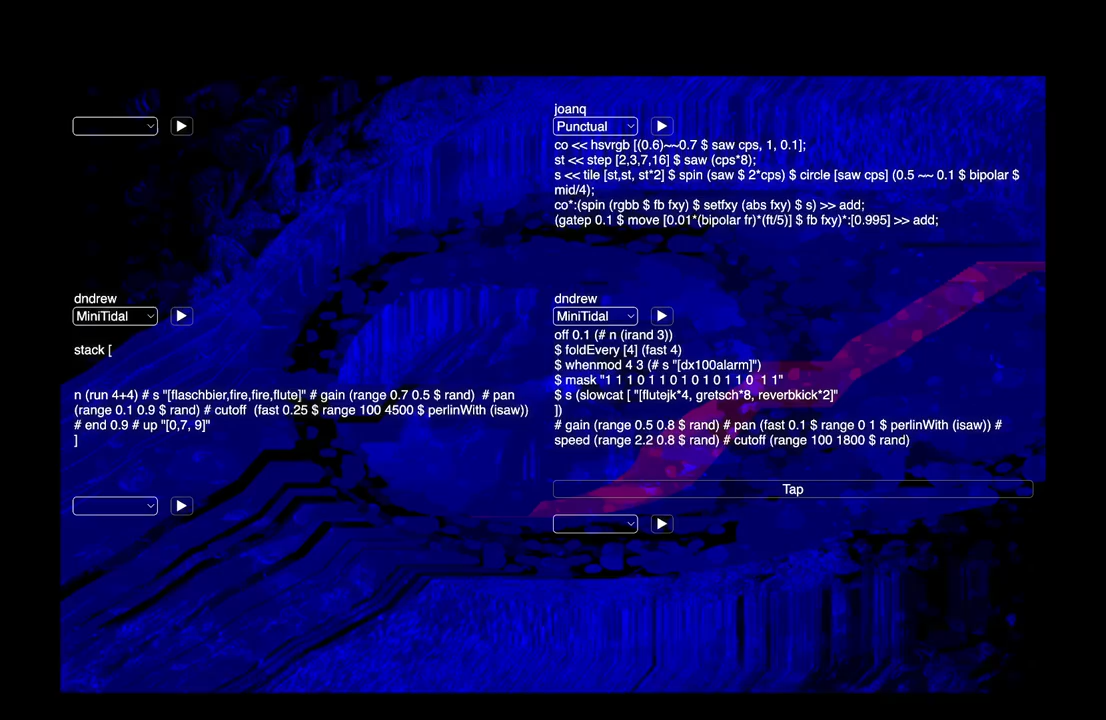 joanq
Punctual
co << hsvrgb [(0.6)~~0.7 $ saw cps, 1, 0.1];
st << step [2,3,7,16] $ saw (cps*8);
s << tile [st,st, st*2] $ spin (saw $ 2*cps) $ circle [saw cps] (0.5 ~~ 0.1 $ bipolar $
mid/4);
co*:(spin (rgbb $ fb fxy) $ setfxy (abs fxy) $ s) >> add;
(gatep 0.1 $ move [0.01*(bipolar fr)*(ft/5)] $ fb fxy)*:[0.995] >> add;
dndrew
MiniTidal
stack [
n (run 4+4) # s "[flaschbier,fire,fire,flute]" # gain (range 0.7 0.5 $ rand)  # pan
(range 0.1 0.9 $ rand) # cutoff  (fast 0.25 $ range 100 4500 $ perlinWith (isaw))
# end 0.9 # up "[0,7, 9]"
]
dndrew
MiniTidal
off 0.1 (# n (irand 3))
$ foldEvery [4] (fast 4)
$ whenmod 4 3 (# s "[dx100alarm]")
$ mask "1 1 1 0 1 1 0 1 0 1 0 1 1 0  1 1"
$ s (slowcat [ "[flutejk*4, gretsch*8, reverbkick*2]"
])
# gain (range 0.5 0.8 $ rand) # pan (fast 0.1 $ range 0 1 $ perlinWith (isaw)) #
speed (range 2.2 0.8 $ rand) # cutoff (range 100 1800 $ rand)
Tap